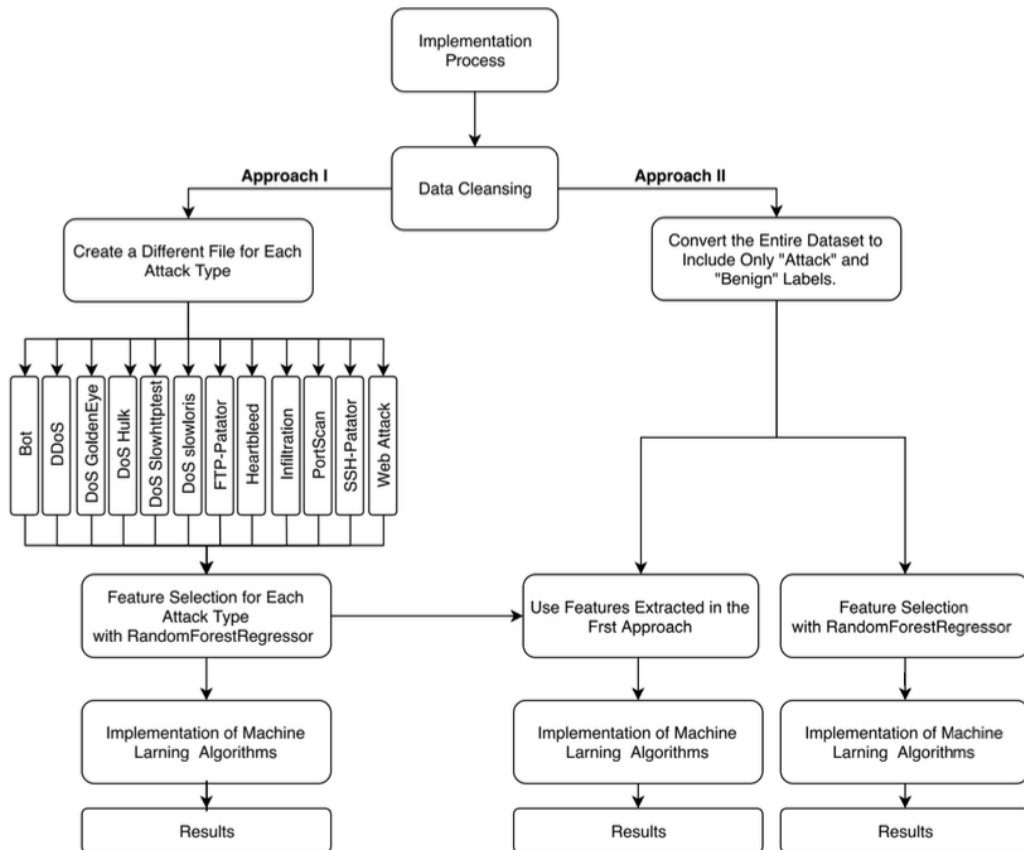 Implementation
Process
Approach I
Data Cleansing
Approach II
Create a Different File for Each
Attack Type
Convert the Entire Dataset to
Include Only "Attack" and
"Benign" Labels.
Bot
DDoS
DoS GoldenEye
DoS Hulk
DoS Slowhttptest
DoS slowloris
FTP-Patator
Heartbleed
Infiltration
PortScan
SSH-Patator
Web Attack
Feature Selection for Each
Attack Type
with RandomForestRegressor
Use Features Extracted in the
Frst Approach
Feature Selection
with RandomForestRegressor
Implementation of Machine
Larning Algorithms
Implementation of Machine
Larning Algorithms
Implementation of Machine
Larning Algorithms
Results
Results
Results